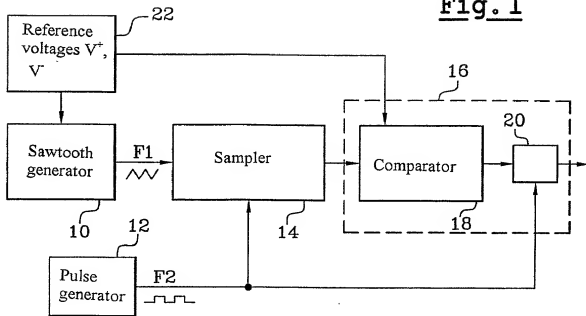 Fig. 1
Reference
voltages V+,
V-
22
16
20
Sawtooth
generator
F1
Sampler
Comparator
10
14
18
12
Pulse
generator
F2